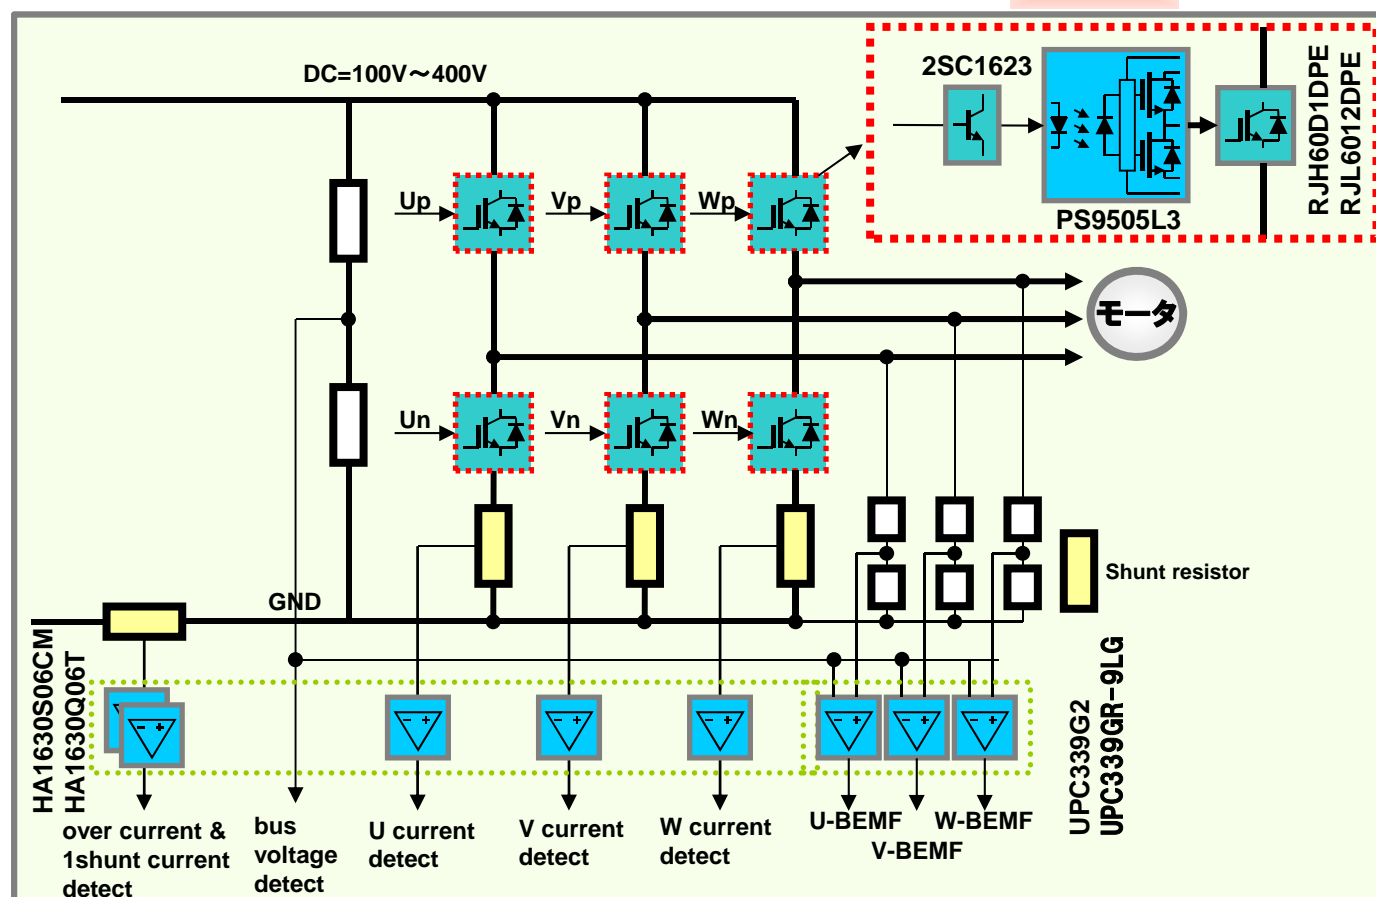 DC=100V～400V
2SC1623
PS9505L3
RJH60D1DPE
RJL6012DPE
Up
Vp
Wp
モータ
Un
Vn
Wn
Shunt resistor
GND
HA1630S06CM
HA1630Q06T
UPC339G2
UPC339GR-9LG
- +
- +
- +
- +
- +
- +
- +
over current &
1shunt current
detect
bus
voltage
detect
U current
detect
V current
detect
W current
detect
U-BEMF
V-BEMF
W-BEMF